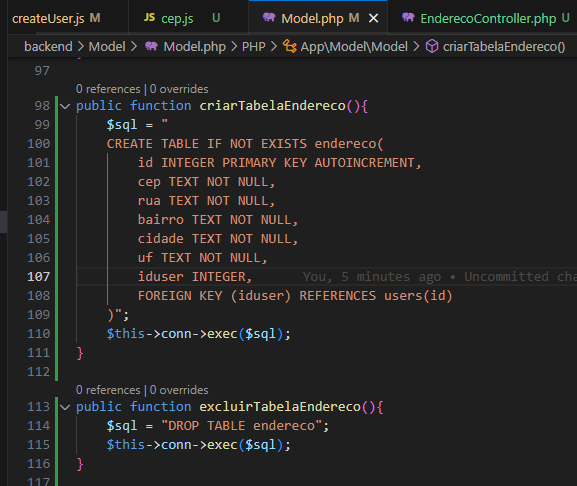 createUser.js M JS cep.js U Model.php M × EnderecoController.php U
backend > Model > Model.php > PHP > App\Model\Model > criarTabelaEndereco()
97
0 references | 0 overrides
98 public function criarTabelaEndereco(){
99 $sql = "
100 CREATE TABLE IF NOT EXISTS endereco(
101 id INTEGER PRIMARY KEY AUTOINCREMENT,
102 cep TEXT NOT NULL,
103 rua TEXT NOT NULL,
104 bairro TEXT NOT NULL,
105 cidade TEXT NOT NULL,
106 uf TEXT NOT NULL,
107 iduser INTEGER, You, 5 minutes ago • Uncommitted cha
108 FOREIGN KEY (iduser) REFERENCES users(id)
109 )";
110 $this->conn->exec($sql);
111 }
112
0 references | 0 overrides
113 public function excluirTabelaEndereco(){
114 $sql = "DROP TABLE endereco";
115 $this->conn->exec($sql);
116 }
117